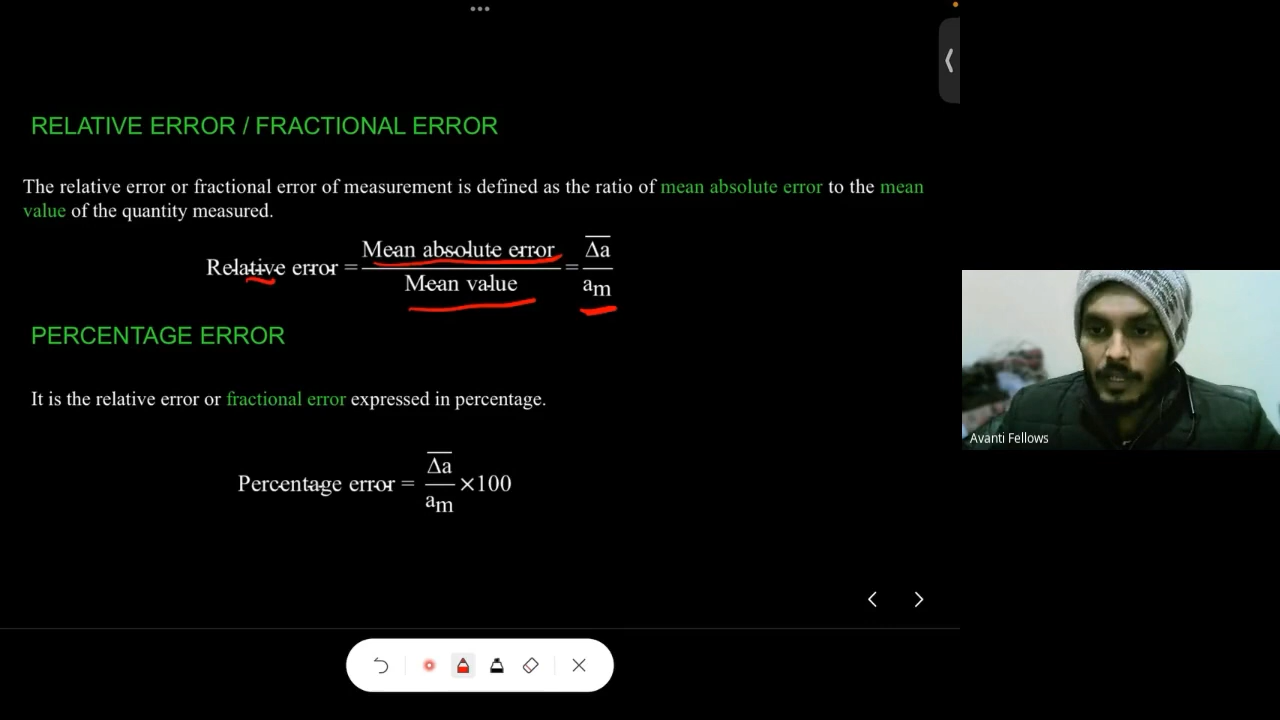 RELATIVE ERROR / FRACTIONAL ERROR
The relative error or fractional error of measurement is defined as the ratio of mean absolute error to the mean
value of the quantity measured.
Relative error = Mean absolute error / Mean value = Δa̅ / aₘ
PERCENTAGE ERROR
It is the relative error or fractional error expressed in percentage.
Percentage error = Δa̅ / aₘ ×100
Avanti Fellows